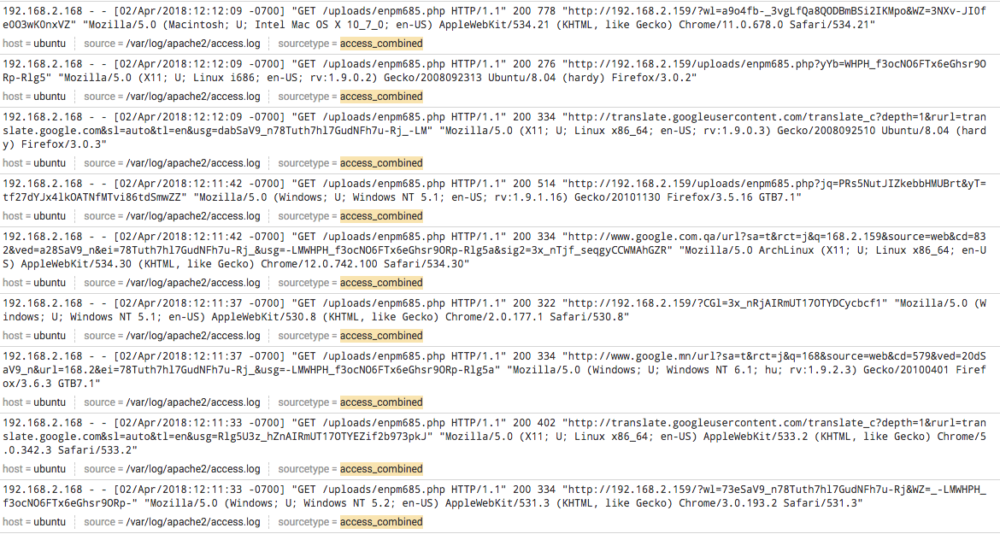 192.168.2.168 - - [02/Apr/2018:12:12:09 -0700] "GET /uploads/enpm685.php HTTP/1.1" 200 778 "http://192.168.2.159/?wl=a9o4fb-_3vgLfQa8QODBmBSi2IKMpo&WZ=3NXv-JI0f
eOO3wKOnxVZ" "Mozilla/5.0 (Macintosh; U; Intel Mac OS X 10_7_0; en-US) AppleWebKit/534.21 (KHTML, like Gecko) Chrome/11.0.678.0 Safari/534.21"
host = ubuntu source = /var/log/apache2/access.log sourcetype = access_combined
192.168.2.168 - - [02/Apr/2018:12:12:09 -0700] "GET /uploads/enpm685.php HTTP/1.1" 200 276 "http://192.168.2.159/uploads/enpm685.php?yYb=WHPH_f3ocNO6FTx6eGhsr9O
Rp-Rlg5" "Mozilla/5.0 (X11; U; Linux i686; en-US; rv:1.9.0.2) Gecko/2008092313 Ubuntu/8.04 (hardy) Firefox/3.0.2"
host = ubuntu source = /var/log/apache2/access.log sourcetype = access_combined
192.168.2.168 - - [02/Apr/2018:12:12:09 -0700] "GET /uploads/enpm685.php HTTP/1.1" 200 334 "http://translate.googleusercontent.com/translate_c?depth=1&rurl=tran
slate.google.com&sl=auto&tl=en&usg=dabSaV9_n78Tuth7hl7GudNFh7u-Rj_-LM" "Mozilla/5.0 (X11; U; Linux x86_64; en-US; rv:1.9.0.3) Gecko/2008092510 Ubuntu/8.04 (hard
y) Firefox/3.0.3"
host = ubuntu source = /var/log/apache2/access.log sourcetype = access_combined
192.168.2.168 - - [02/Apr/2018:12:11:42 -0700] "GET /uploads/enpm685.php HTTP/1.1" 200 514 "http://192.168.2.159/uploads/enpm685.php?jq=PRs5NutJIZkebbHMUBrt&yT=
tf27dYJx4lkOATNfMTvi86tdSmwZZ" "Mozilla/5.0 (Windows; U; Windows NT 5.1; en-US; rv:1.9.1.16) Gecko/20101130 Firefox/3.5.16 GTB7.1"
host = ubuntu source = /var/log/apache2/access.log sourcetype = access_combined
192.168.2.168 - - [02/Apr/2018:12:11:42 -0700] "GET /uploads/enpm685.php HTTP/1.1" 200 334 "http://www.google.com.qa/url?sa=t&rct=j&q=168.2.159&source=web&cd=83
2&ved=a28SaV9_n&ei=78Tuth7hl7GudNFh7u-Rj_&usg=-LMWHPH_f3ocNO6FTx6eGhsr9ORp-Rlg5a&sig2=3x_nTjf_seqgyCCWMAhGZR" "Mozilla/5.0 ArchLinux (X11; U; Linux x86_64; en-U
S) AppleWebKit/534.30 (KHTML, like Gecko) Chrome/12.0.742.100 Safari/534.30"
host = ubuntu source = /var/log/apache2/access.log sourcetype = access_combined
192.168.2.168 - - [02/Apr/2018:12:11:37 -0700] "GET /uploads/enpm685.php HTTP/1.1" 200 322 "http://192.168.2.159/?CGl=3x_nRjAIRmUT17OTYDCycbcf1" "Mozilla/5.0 (W
indows; U; Windows NT 5.1; en-US) AppleWebKit/530.8 (KHTML, like Gecko) Chrome/2.0.177.1 Safari/530.8"
host = ubuntu source = /var/log/apache2/access.log sourcetype = access_combined
192.168.2.168 - - [02/Apr/2018:12:11:37 -0700] "GET /uploads/enpm685.php HTTP/1.1" 200 334 "http://www.google.mn/url?sa=t&rct=j&q=168&source=web&cd=579&ved=20dS
aV9_n&url=168.2&ei=78Tuth7hl7GudNFh7u-Rj_&usg=-LMWHPH_f3ocNO6FTx6eGhsr9ORp-Rlg5a" "Mozilla/5.0 (Windows; U; Windows NT 6.1; hu; rv:1.9.2.3) Gecko/20100401 Firef
ox/3.6.3 GTB7.1"
host = ubuntu source = /var/log/apache2/access.log sourcetype = access_combined
192.168.2.168 - - [02/Apr/2018:12:11:33 -0700] "GET /uploads/enpm685.php HTTP/1.1" 200 402 "http://translate.googleusercontent.com/translate_c?depth=1&rurl=tran
slate.google.com&sl=auto&tl=en&usg=Rlg5U3z_hZnAIRmUT17OTYEZif2b973pkJ" "Mozilla/5.0 (X11; U; Linux x86_64; en-US) AppleWebKit/533.2 (KHTML, like Gecko) Chrome/5
.0.342.3 Safari/533.2"
host = ubuntu source = /var/log/apache2/access.log sourcetype = access_combined
192.168.2.168 - - [02/Apr/2018:12:11:33 -0700] "GET /uploads/enpm685.php HTTP/1.1" 200 334 "http://192.168.2.159/?wl=73eSaV9_n78Tuth7hl7GudNFh7u-Rj&WZ=_-LMWHPH_
f3ocNO6FTx6eGhsr9ORp-" "Mozilla/5.0 (Windows; U; Windows NT 5.2; en-US) AppleWebKit/531.3 (KHTML, like Gecko) Chrome/3.0.193.2 Safari/531.3"
host = ubuntu source = /var/log/apache2/access.log sourcetype = access_combined